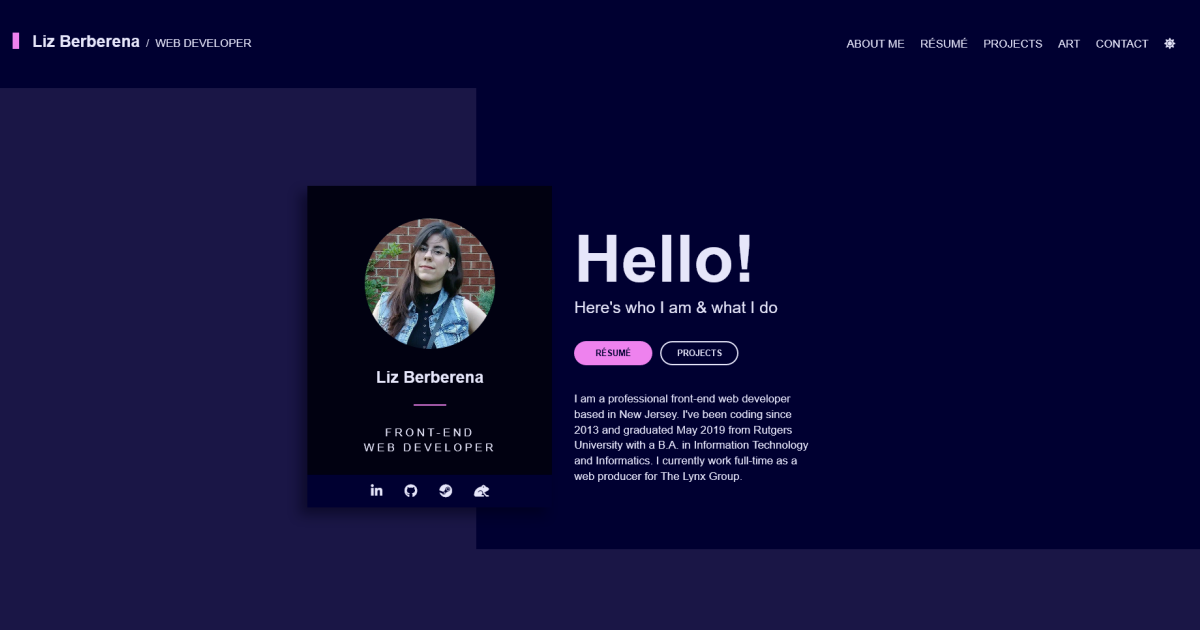 Liz Berberena / WEB DEVELOPER
ABOUT ME RÉSUMÉ PROJECTS ART CONTACT
Liz Berberena
FRONT-END
WEB DEVELOPER
in
Hello!
Here's who I am & what I do
RÉSUMÉ PROJECTS
I am a professional front-end web developer
based in New Jersey. I've been coding since
2013 and graduated May 2019 from Rutgers
University with a B.A. in Information Technology
and Informatics. I currently work full-time as a
web producer for The Lynx Group.